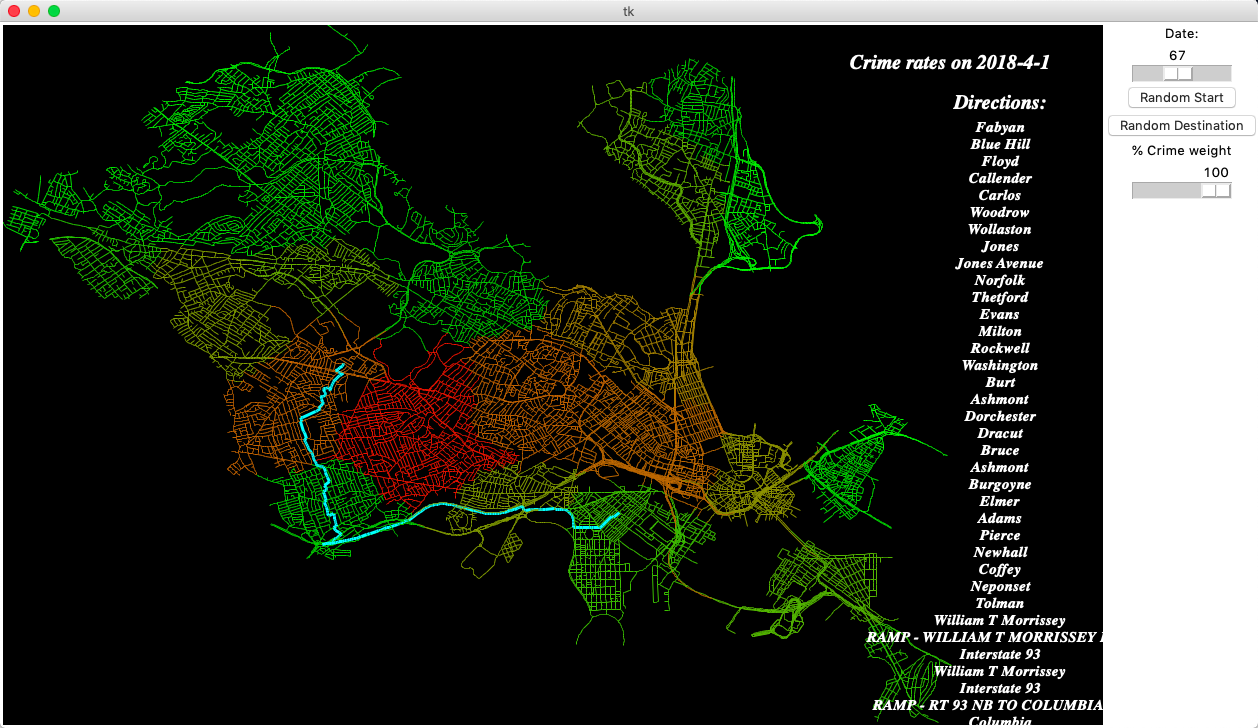 tk
Crime rates on 2018-4-1
Directions:
Fabyan
Blue Hill
Floyd
Callender
Carlos
Woodrow
Wollaston
Jones
Jones Avenue
Norfolk
Thetford
Evans
Milton
Rockwell
Washington
Burt
Ashmont
Dorchester
Dracut
Bruce
Ashmont
Burgoyne
Elmer
Adams
Pierce
Newhall
Coffey
Neponset
Tolman
William T Morrissey
RAMP - WILLIAM T MORRISSEY
Interstate 93
William T Morrissey
Interstate 93
RAMP - RT 93 NB TO COLUMBIA
Columbia
Date:
67
Random Start
Random Destination
% Crime weight
100